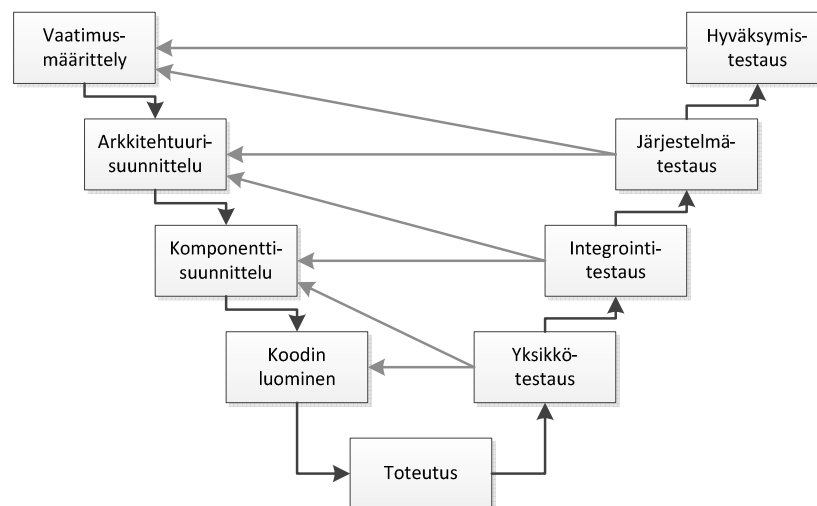 Vaatimus-
määrittely
Hyväksymis-
testaus
Arkkitehtuuri-
suunnittelu
Järjestelmä-
testaus
Komponentti-
suunnittelu
Integrointi-
testaus
Koodin
luominen
Yksikkö-
testaus
Toteutus